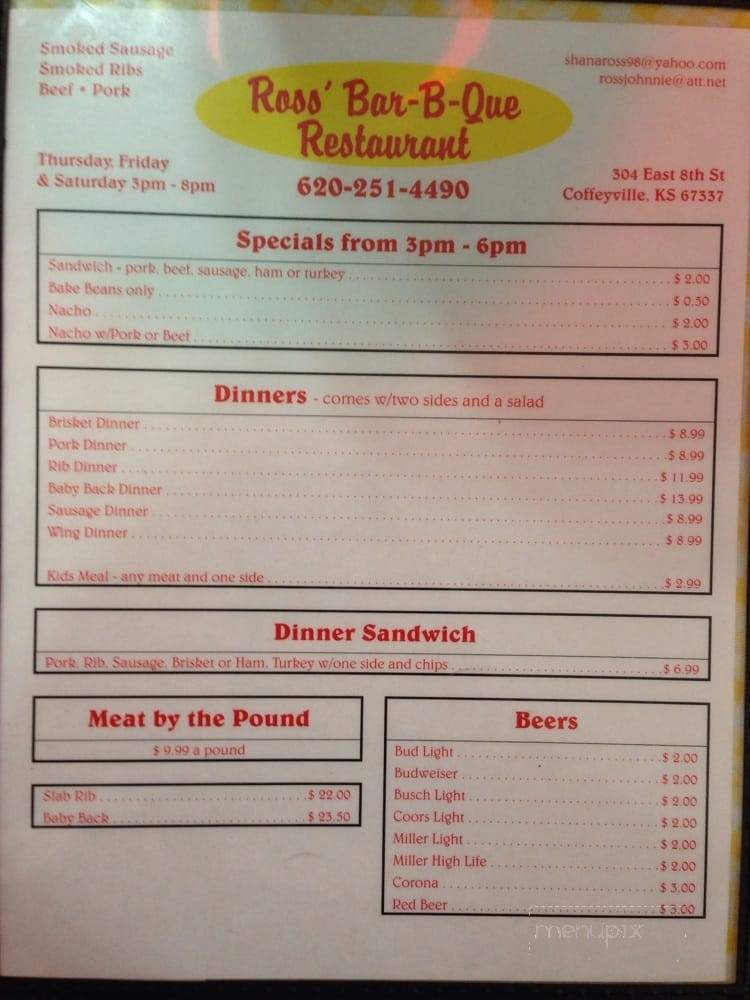 Smoked Sausage
Smoked Ribs
Beef • Pork
shanaross98@yahoo.com
rossjohnnie@att.net
Ross' Bar-B-Que
Restaurant
Thursday, Friday
& Saturday 3pm - 8pm
620-251-4490
304 East 8th St
Coffeyville, KS 67337
Specials from 3pm - 6pm
Sandwich - pork, beef, sausage, ham or turkey $ 2.00
Bake Beans only $ 0.50
Nacho $ 2.00
Nacho w/Pork or Beef $ 3.00
Dinners - comes w/two sides and a salad
Brisket Dinner $ 8.99
Pork Dinner $ 8.99
Rib Dinner $ 11.99
Baby Back Dinner $ 13.99
Sausage Dinner $ 8.99
Wing Dinner $ 8.99
Kids Meal - any meat and one side $ 2.99
Dinner Sandwich
Pork, Rib, Sausage, Brisket or Ham, Turkey w/one side and chips $ 6.99
Meat by the Pound
$ 9.99 a pound
Slab Rib $ 22.00
Baby Back $ 23.50
Beers
Bud Light $ 2.00
Budweiser $ 2.00
Busch Light $ 2.00
Coors Light $ 2.00
Miller Light $ 2.00
Miller High Life $ 2.00
Corona $ 3.00
Red Beer $ 3.00
menupix